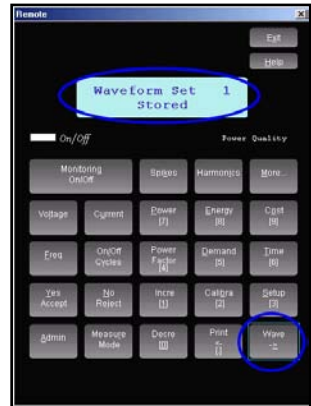 Remote
Exit
Help
Waveform Set 1
Stored
On/Off
Power Quality
Monitoring
On/Off
Spikes
Harmonics
More...
Voltage
Current
Power
[7]
Energy
[8]
Cost
[9]
Freq
On/Off
Cycles
Power
Factor
[4]
Demand
[5]
Time
[6]
Yes
Accept
No
Reject
Incre
[1]
Calibra
[2]
Setup
[3]
Admin
Measure
Mode
Decre
[0]
Print
Wave